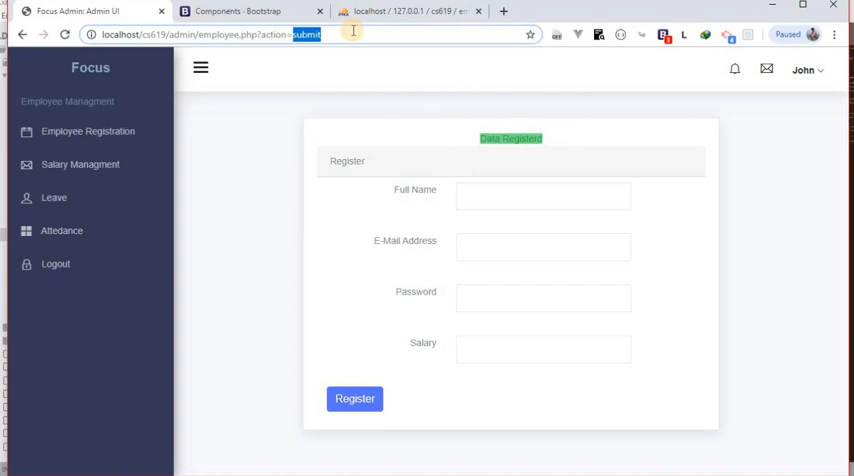 Focus Admin: Admin UI
Components · Bootstrap
localhost / 127.0.0.1 / cs619 / em
localhost/cs619/admin/employee.php?action=submit
Paused
Focus
John
Employee Managment
Data Registerd
Employee Registration
Register
Salary Managment
Full Name
Leave
Attedance
E-Mail Address
Logout
Password
Salary
Register